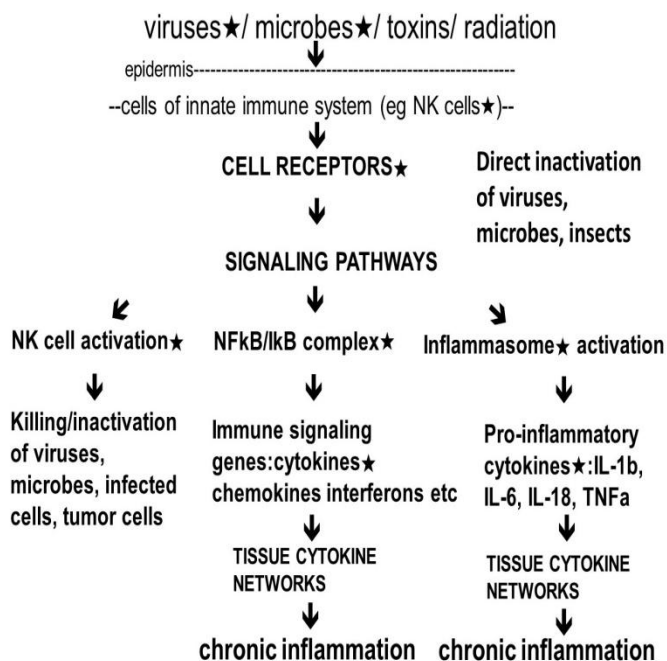 viruses★/ microbes★/ toxins/ radiation
epidermis------------------------------------------------------------
--cells of innate immune system (eg NK cells★)--
CELL RECEPTORS★
Direct inactivation
of viruses,
microbes, insects
SIGNALING PATHWAYS
NK cell activation★
Killing/inactivation
of viruses,
microbes, infected
cells, tumor cells
NFkB/IkB complex★
Immune signaling
genes:cytokines★
chemokines interferons etc
TISSUE CYTOKINE
NETWORKS
chronic inflammation
Inflammasome★ activation
Pro-inflammatory
cytokines★:IL-1b,
IL-6, IL-18, TNFa
TISSUE CYTOKINE
NETWORKS
chronic inflammation